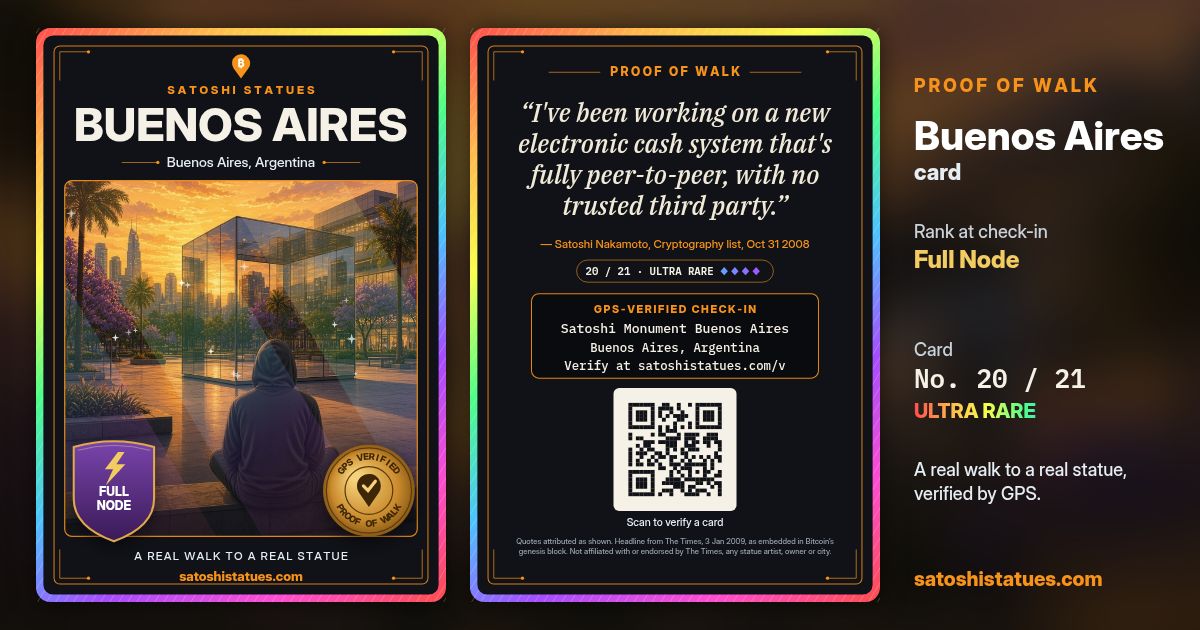 SATOSHI STATUES
BUENOS AIRES
Buenos Aires, Argentina
FULL
NODE
GPS VERIFIED
PROOF OF WALK
A REAL WALK TO A REAL STATUE
satoshistatues.com
PROOF OF WALK
“I've been working on a new
electronic cash system that's
fully peer-to-peer, with no
trusted third party.”
— Satoshi Nakamoto, Cryptography list, Oct 31 2008
20 / 21 · ULTRA RARE
GPS-VERIFIED CHECK-IN
Satoshi Monument Buenos Aires
Buenos Aires, Argentina
Verify at satoshistatues.com/v
Scan to verify a card
Quotes attributed as shown. Headline from The Times, 3 Jan 2009, as embedded in Bitcoin's
genesis block. Not affiliated with or endorsed by The Times, any statue artist, owner or city.
PROOF OF WALK
Buenos Aires
card
Rank at check-in
Full Node
Card
No. 20 / 21
ULTRA RARE
A real walk to a real statue,
verified by GPS.
satoshistatues.com